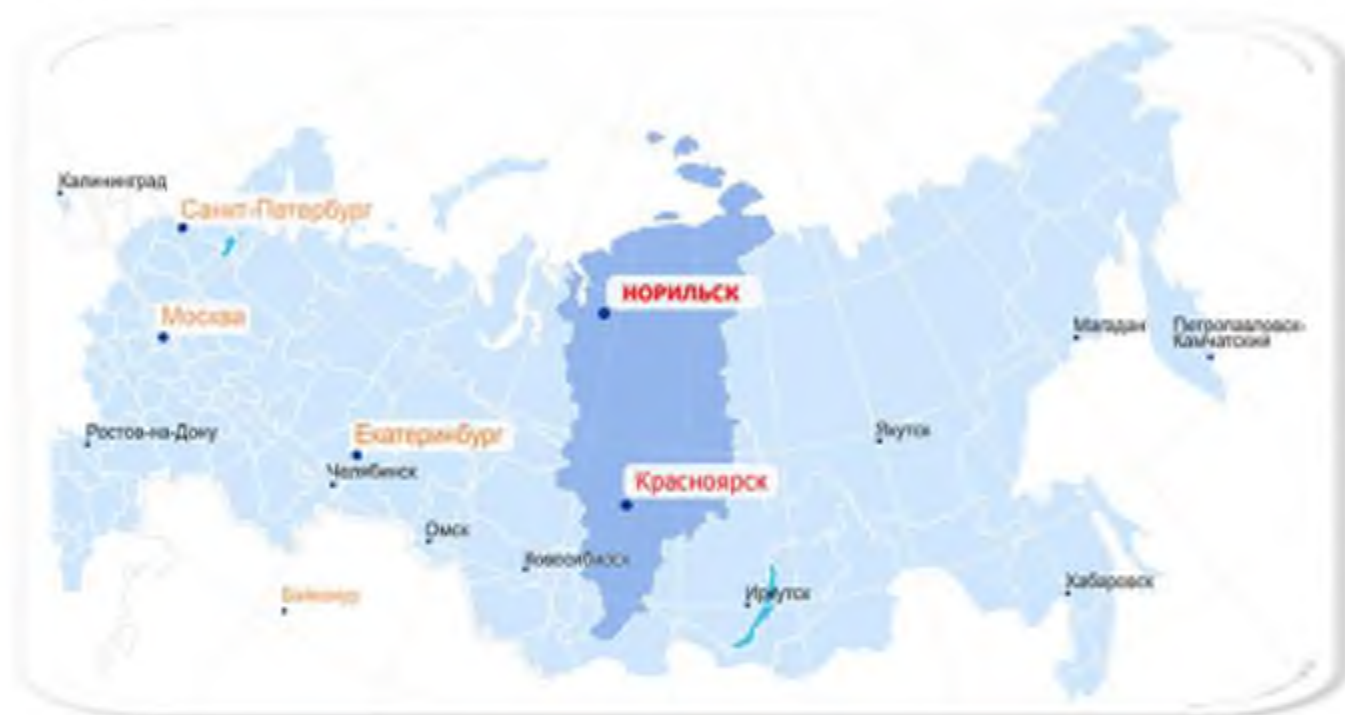 Калининград
Санкт-Петербург
НОРИЛЬСК
Москва
Магадан
Петропавловск-
Камчатский
Ростов-на-Дону
Екатеринбург
Якутск
Челябинск
Красноярск
Омск
Новосибирск
Байконур
Иркутск
Хабаровск